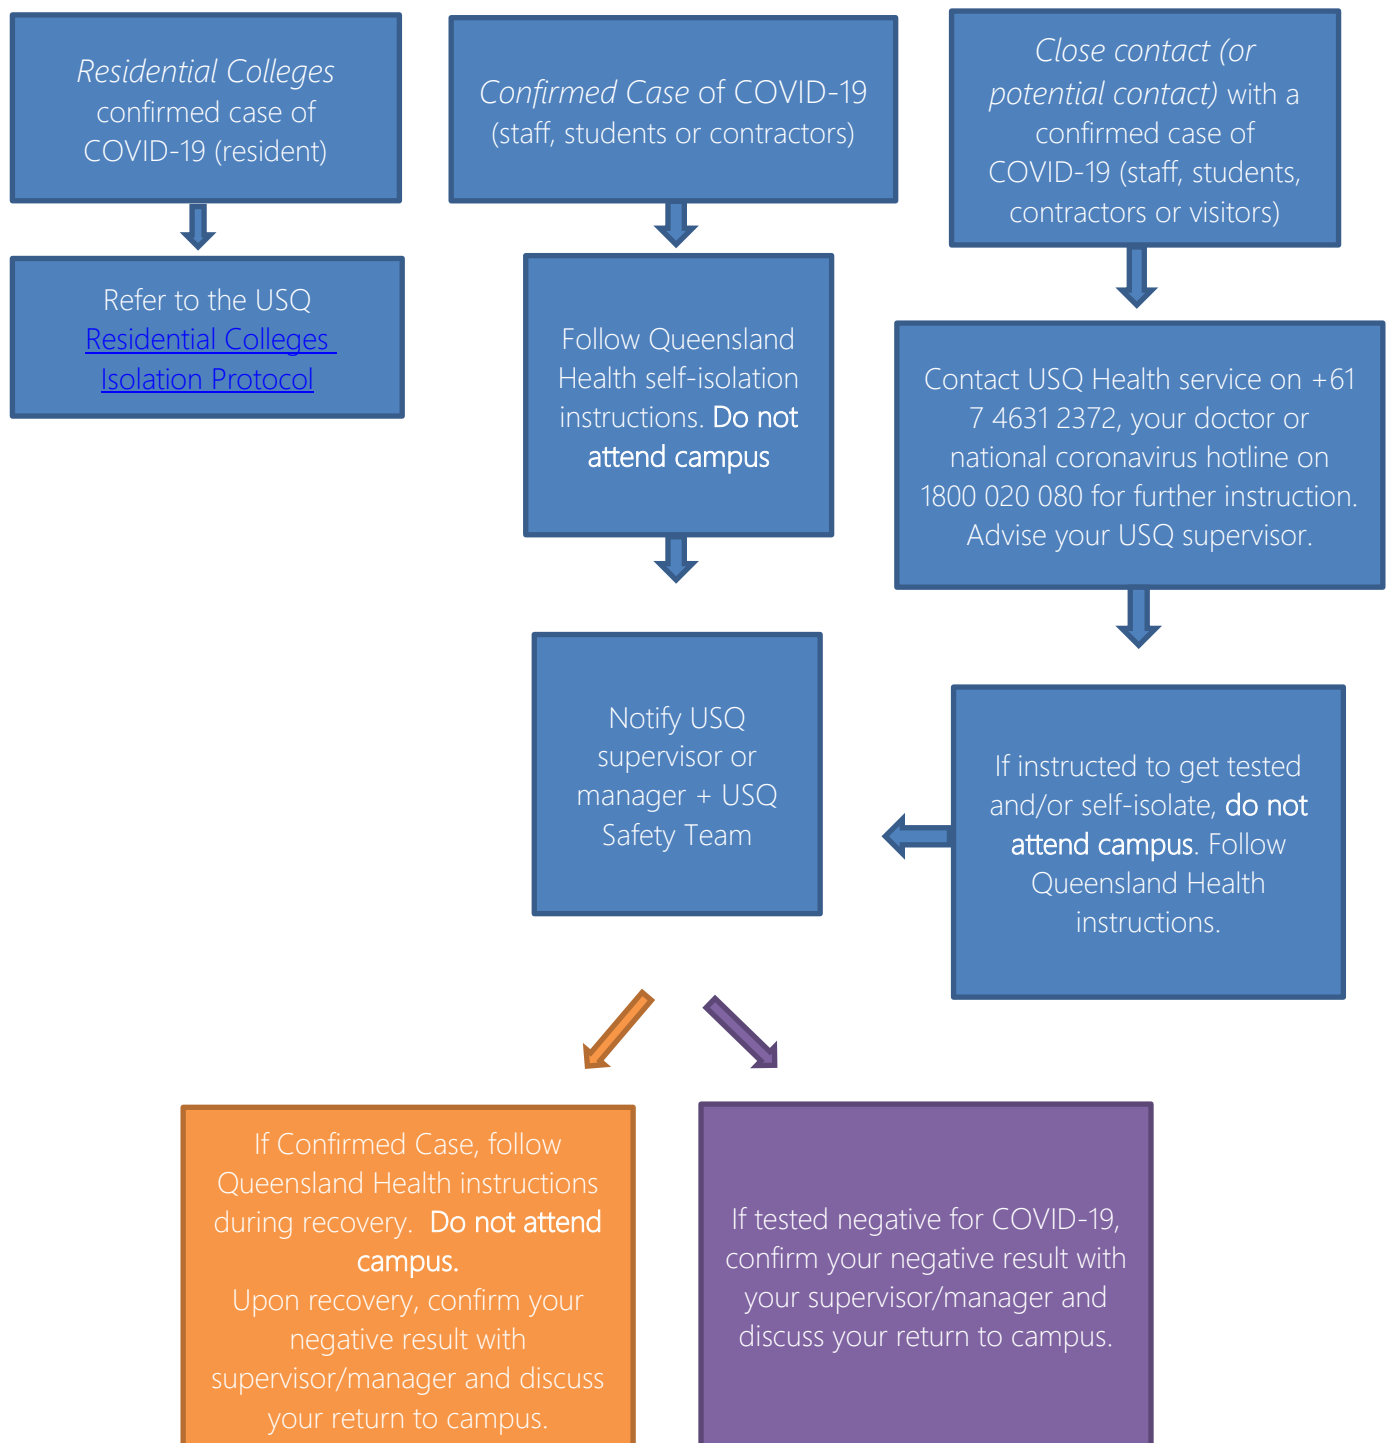 Residential Colleges
confirmed case of
COVID-19 (resident)
Refer to the USQ
Residential Colleges
Isolation Protocol
Confirmed Case of COVID-19
(staff, students or contractors)
Follow Queensland
Health self-isolation
instructions. Do not
attend campus
Notify USQ
supervisor or
manager + USQ
Safety Team
Close contact (or
potential contact) with a
confirmed case of
COVID-19 (staff, students,
contractors or visitors)
Contact USQ Health service on +61
7 4631 2372, your doctor or
national coronavirus hotline on
1800 020 080 for further instruction.
Advise your USQ supervisor.
If instructed to get tested
and/or self-isolate, do not
attend campus. Follow
Queensland Health
instructions.
If Confirmed Case, follow
Queensland Health instructions
during recovery. Do not attend
campus.
Upon recovery, confirm your
negative result with
supervisor/manager and discuss
your return to campus.
If tested negative for COVID-19,
confirm your negative result with
your supervisor/manager and
discuss your return to campus.